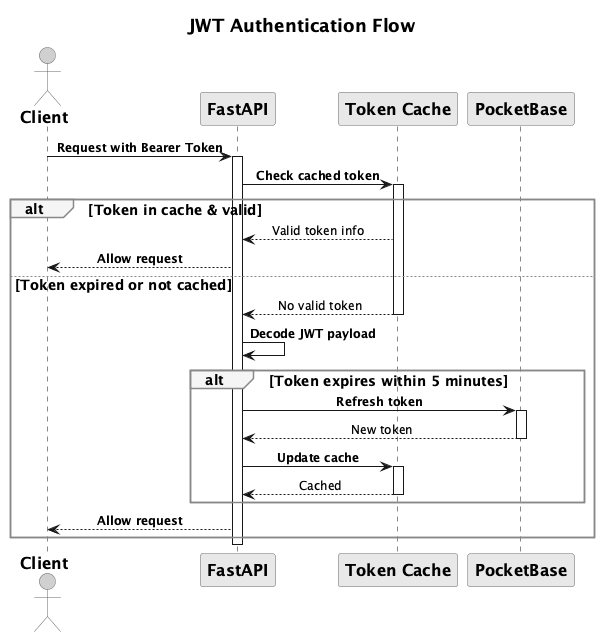 JWT Authentication Flow
Client
FastAPI
Token Cache
PocketBase
Request with Bearer Token
Check cached token
alt
[Token in cache & valid]
Valid token info
Allow request
[Token expired or not cached]
No valid token
Decode JWT payload
alt
[Token expires within 5 minutes]
Refresh token
New token
Update cache
Cached
Allow request
Client
FastAPI
Token Cache
PocketBase